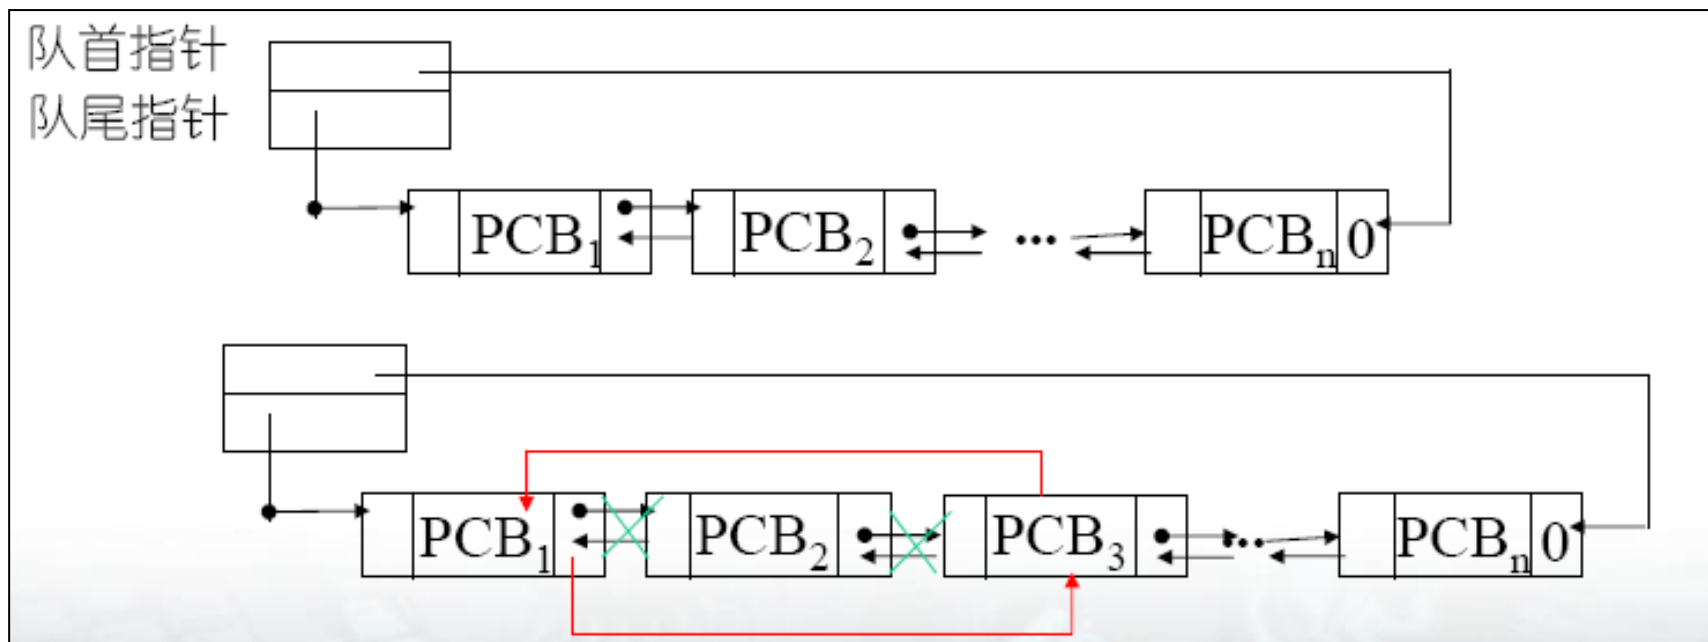 队首指针
队尾指针
PCB₁ PCB₂ ... PCBₙ 0
PCB₁ PCB₂ PCB₃ ... PCBₙ 0